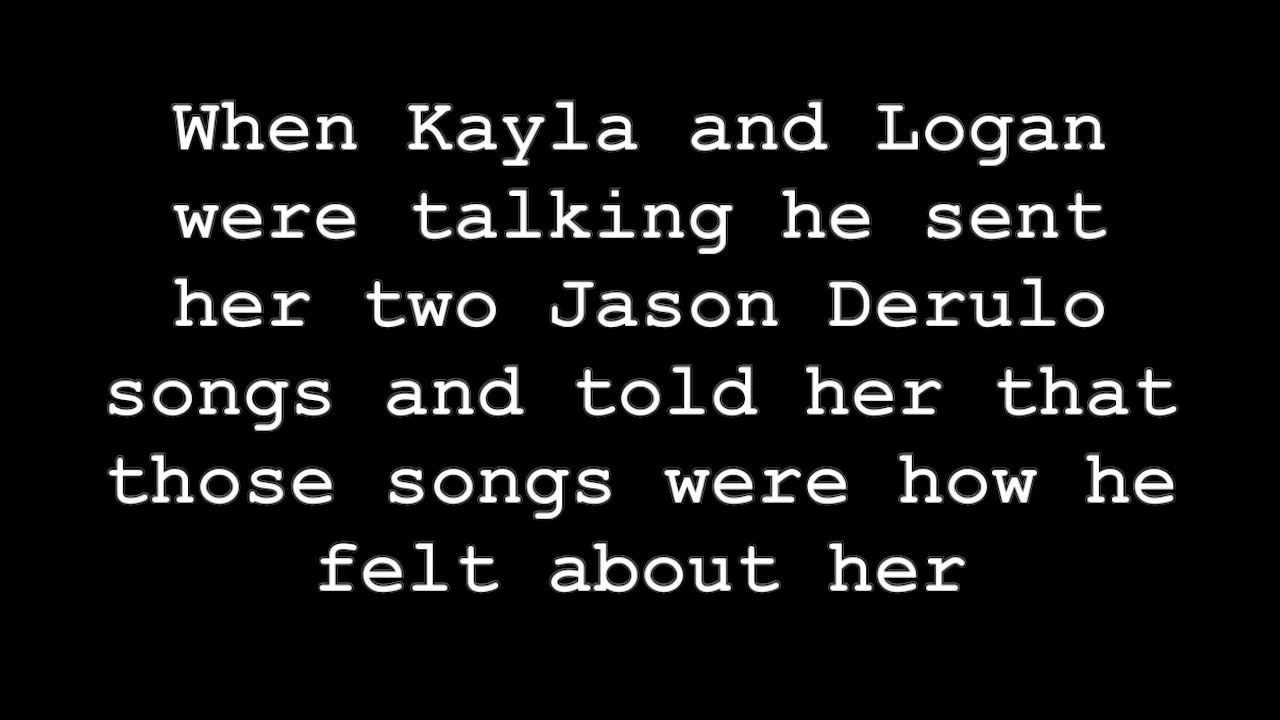 When Kayla and Logan
were talking he sent
her two Jason Derulo
songs and told her that
those songs were how he
felt about her